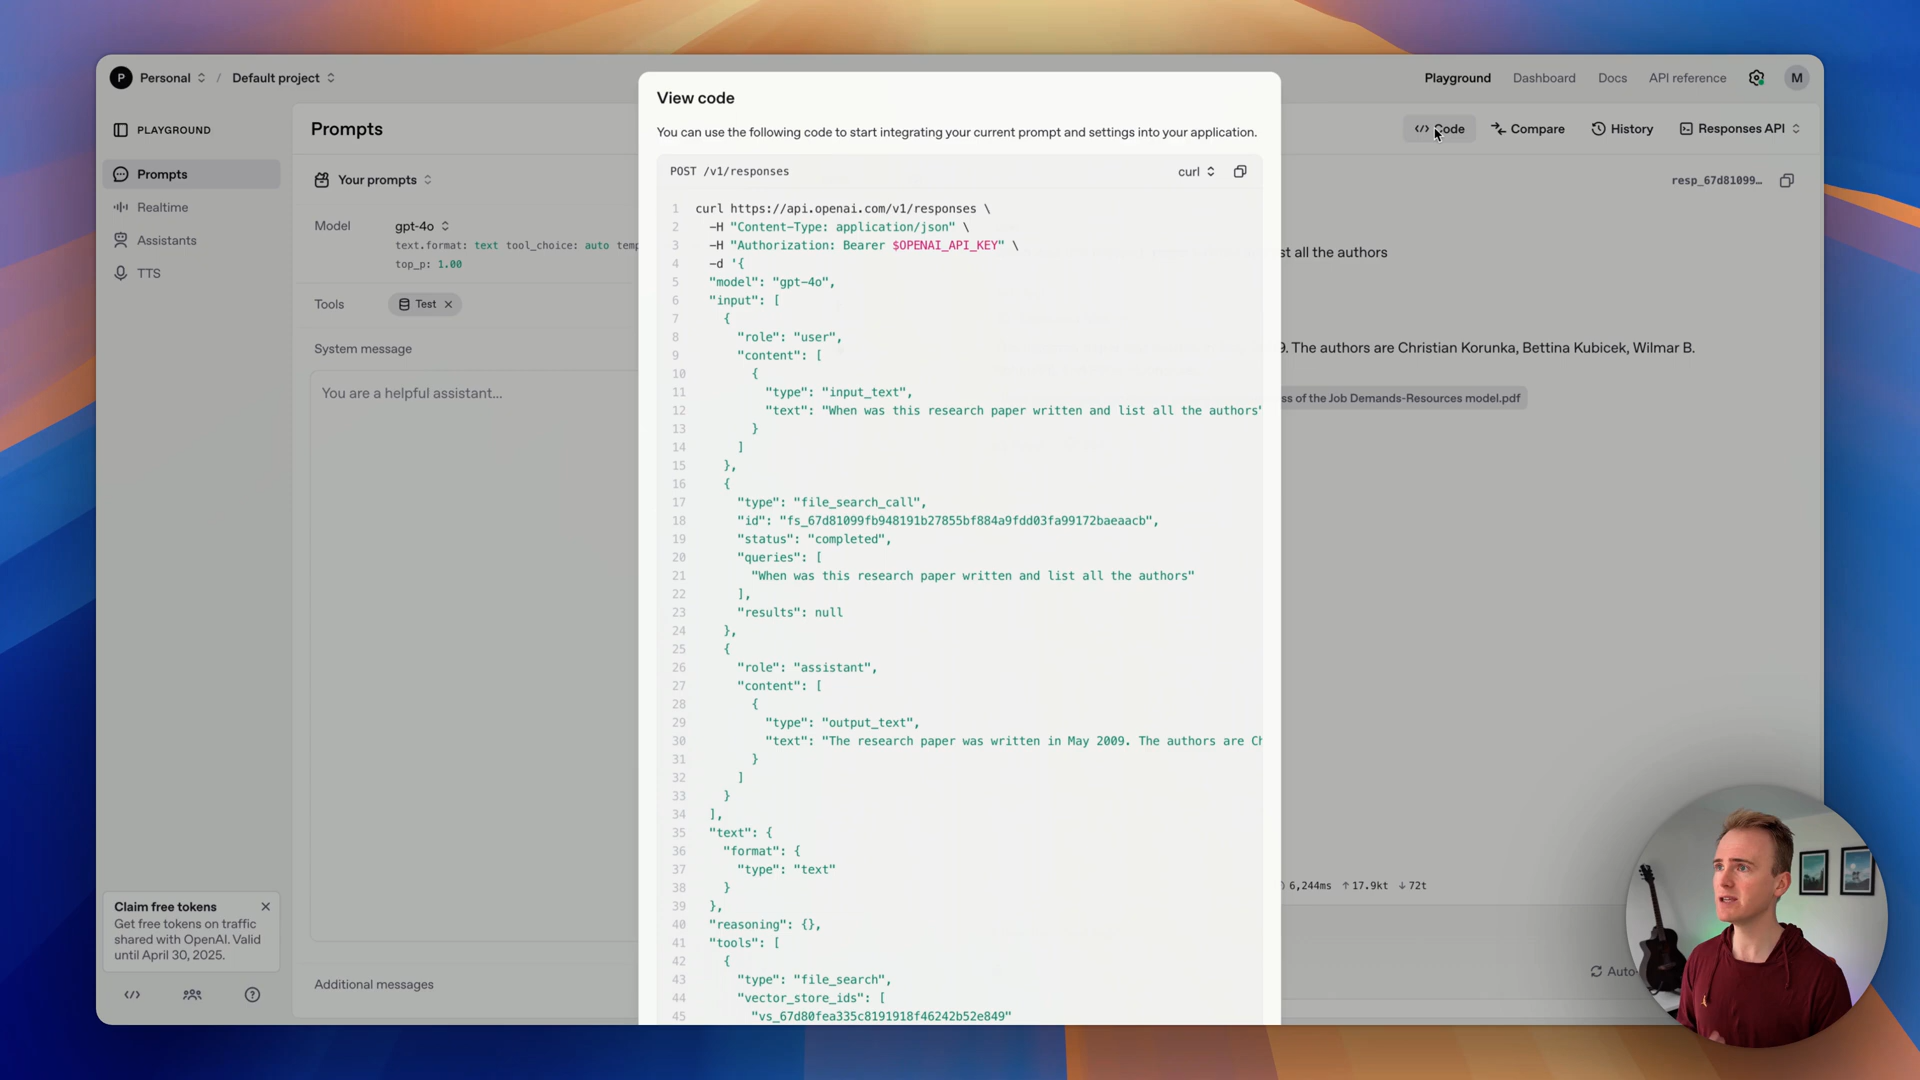 P Personal / Default project
Playground Dashboard Docs API reference M
PLAYGROUND
Prompts
Realtime
Assistants
TTS
Prompts
Code Compare History Responses API
Your prompts
resp_67d81099…
Model gpt-4o
text.format: text tool_choice: auto
top_p: 1.00
Tools Test
System message
You are a helpful assistant...
Additional messages
View code
You can use the following code to start integrating your current prompt and settings into your application.
POST /v1/responses curl
1 curl https://api.openai.com/v1/responses \
2 -H "Content-Type: application/json" \
3 -H "Authorization: Bearer $OPENAI_API_KEY" \
4 -d '{
5 "model": "gpt-4o",
6 "input": [
7 {
8 "role": "user",
9 "content": [
10 {
11 "type": "input_text",
12 "text": "When was this research paper written and list all the authors"
13 }
14 ]
15 },
16 {
17 "type": "file_search_call",
18 "id": "fs_67d81099fb948191b27855bf884a9fdd03fa99172baeaacb",
19 "status": "completed",
20 "queries": [
21 "When was this research paper written and list all the authors"
22 ],
23 "results": null
24 },
25 {
26 "role": "assistant",
27 "content": [
28 {
29 "type": "output_text",
30 "text": "The research paper was written in May 2009. The authors are Ch
31 }
32 ]
33 }
34 ],
35 "text": {
36 "format": {
37 "type": "text"
38 }
39 },
40 "reasoning": {},
41 "tools": [
42 {
43 "type": "file_search",
44 "vector_store_ids": [
45 "vs_67d80fea335c8191918f46242b52e849"
st all the authors
9. The authors are Christian Korunka, Bettina Kubicek, Wilmar B.
ss of the Job Demands-Resources model.pdf
6,244ms ↑17.9kt ↓72t
Auto-
Claim free tokens
Get free tokens on traffic
shared with OpenAI. Valid
until April 30, 2025.